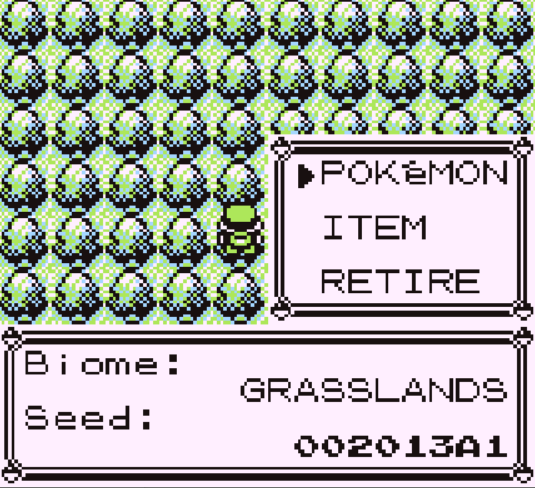 POKéMON
ITEM
RETIRE
Biome:
GRASSLANDS
Seed:
002013A1